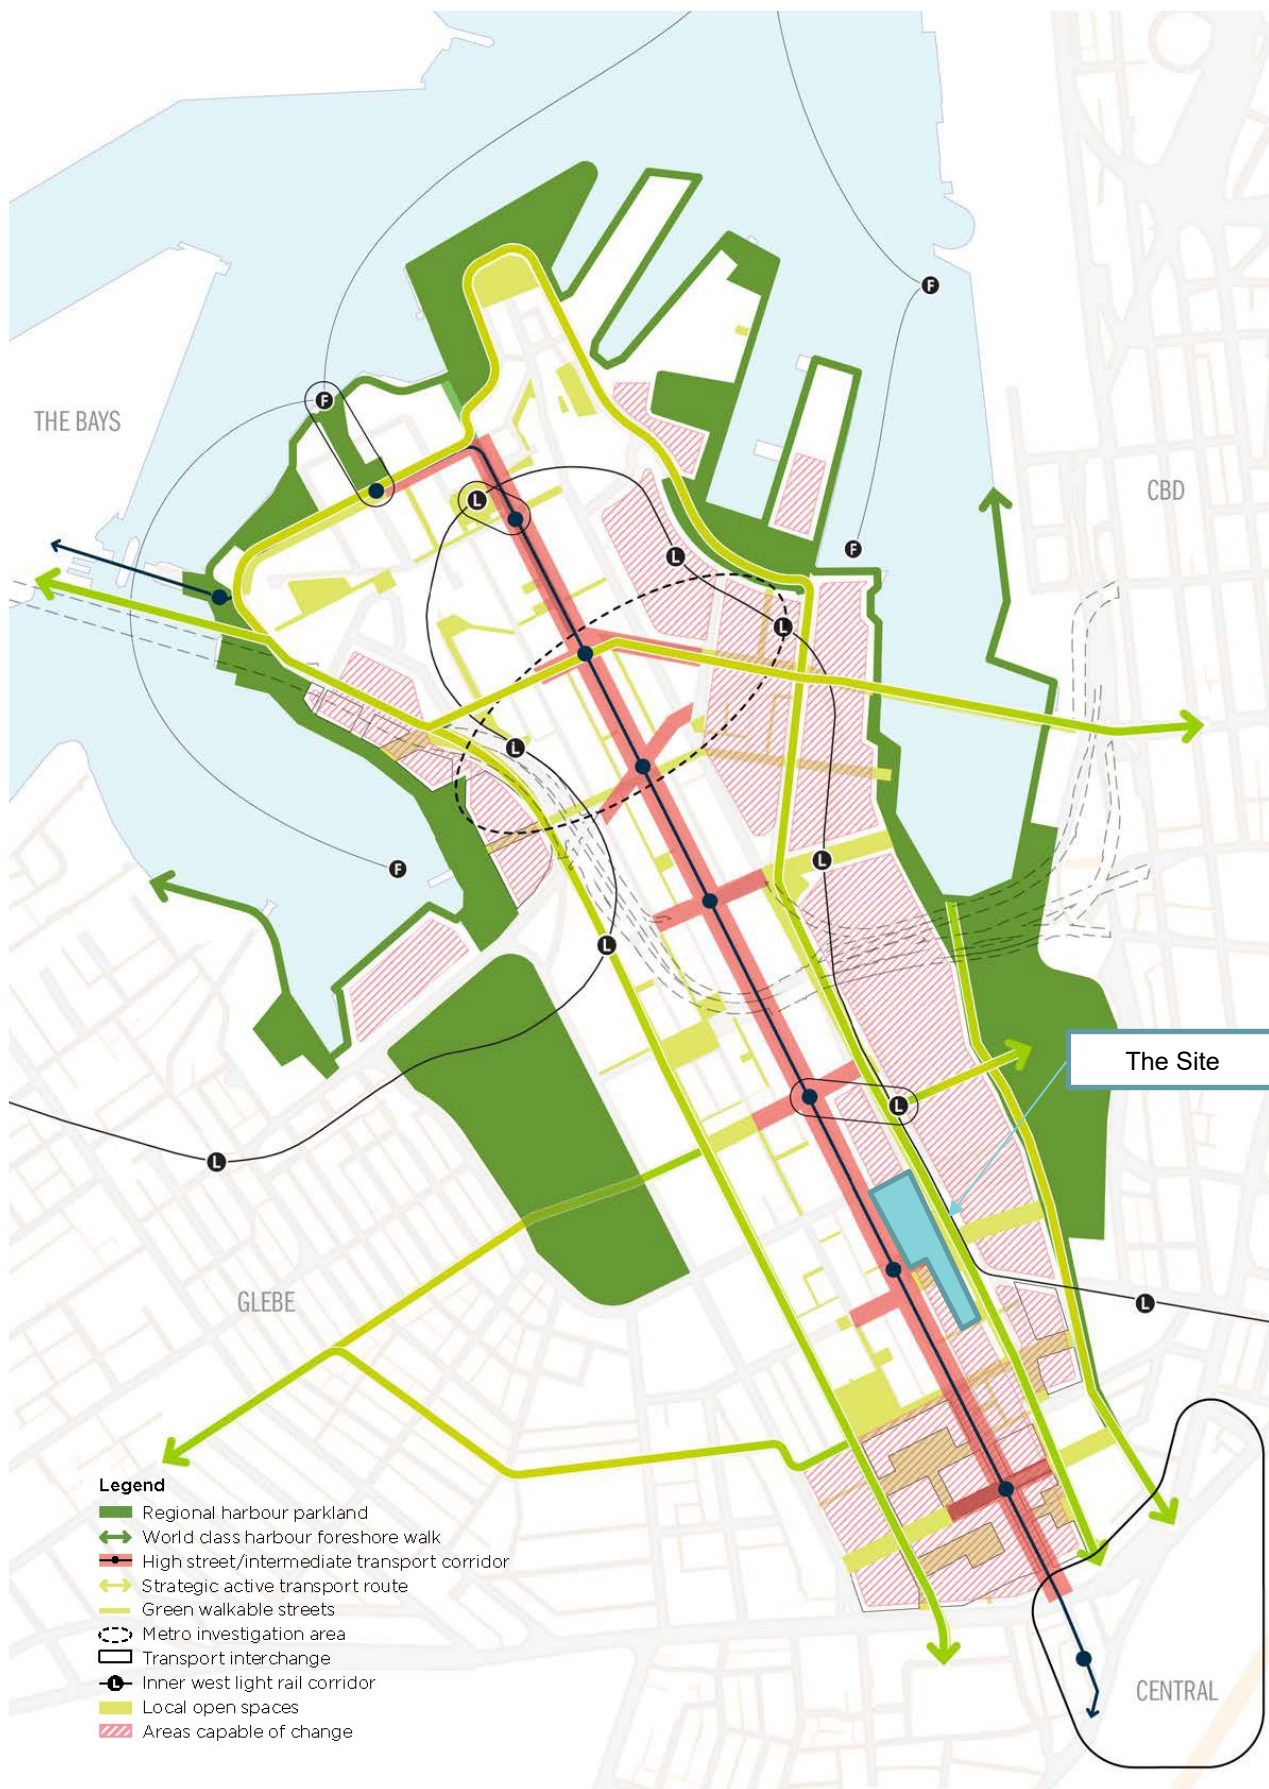 F
F
THE BAYS
F
L
CBD
F
L
L
L
L
F
L
The Site
L
L
GLEBE
L
Legend
Regional harbour parkland
World class harbour foreshore walk
High street/intermediate transport corridor
Strategic active transport route
Green walkable streets
Metro investigation area
Transport interchange
L Inner west light rail corridor
Local open spaces
Areas capable of change
CENTRAL